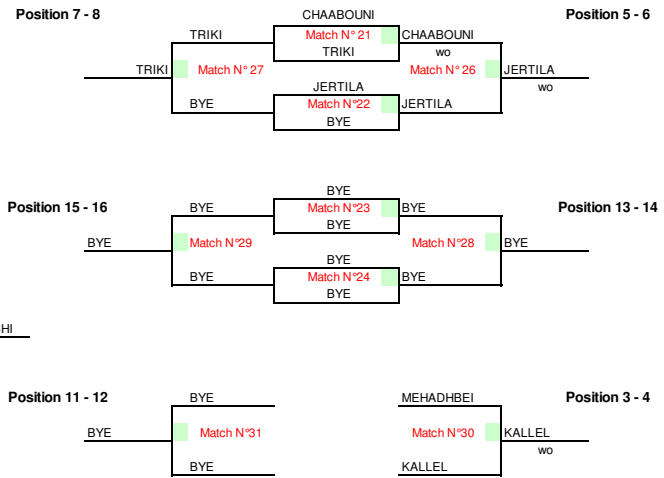 Position 7 - 8
CHAABOUNI
Position 5 - 6
TRIKI
Match N° 21
CHAABOUNI
TRIKI
wo
TRIKI
Match N° 27
Match N° 26
JERTILA
JERTILA
wo
BYE
Match N°22
JERTILA
BYE
BYE
Position 15 - 16
BYE
Match N°23
BYE
Position 13 - 14
BYE
BYE
Match N°29
Match N°28
BYE
BYE
BYE
Match N°24
BYE
BYE
HI
Position 11 - 12
BYE
MEHADHBEI
Position 3 - 4
BYE
Match N°31
Match N°30
KALLEL
wo
BYE
KALLEL